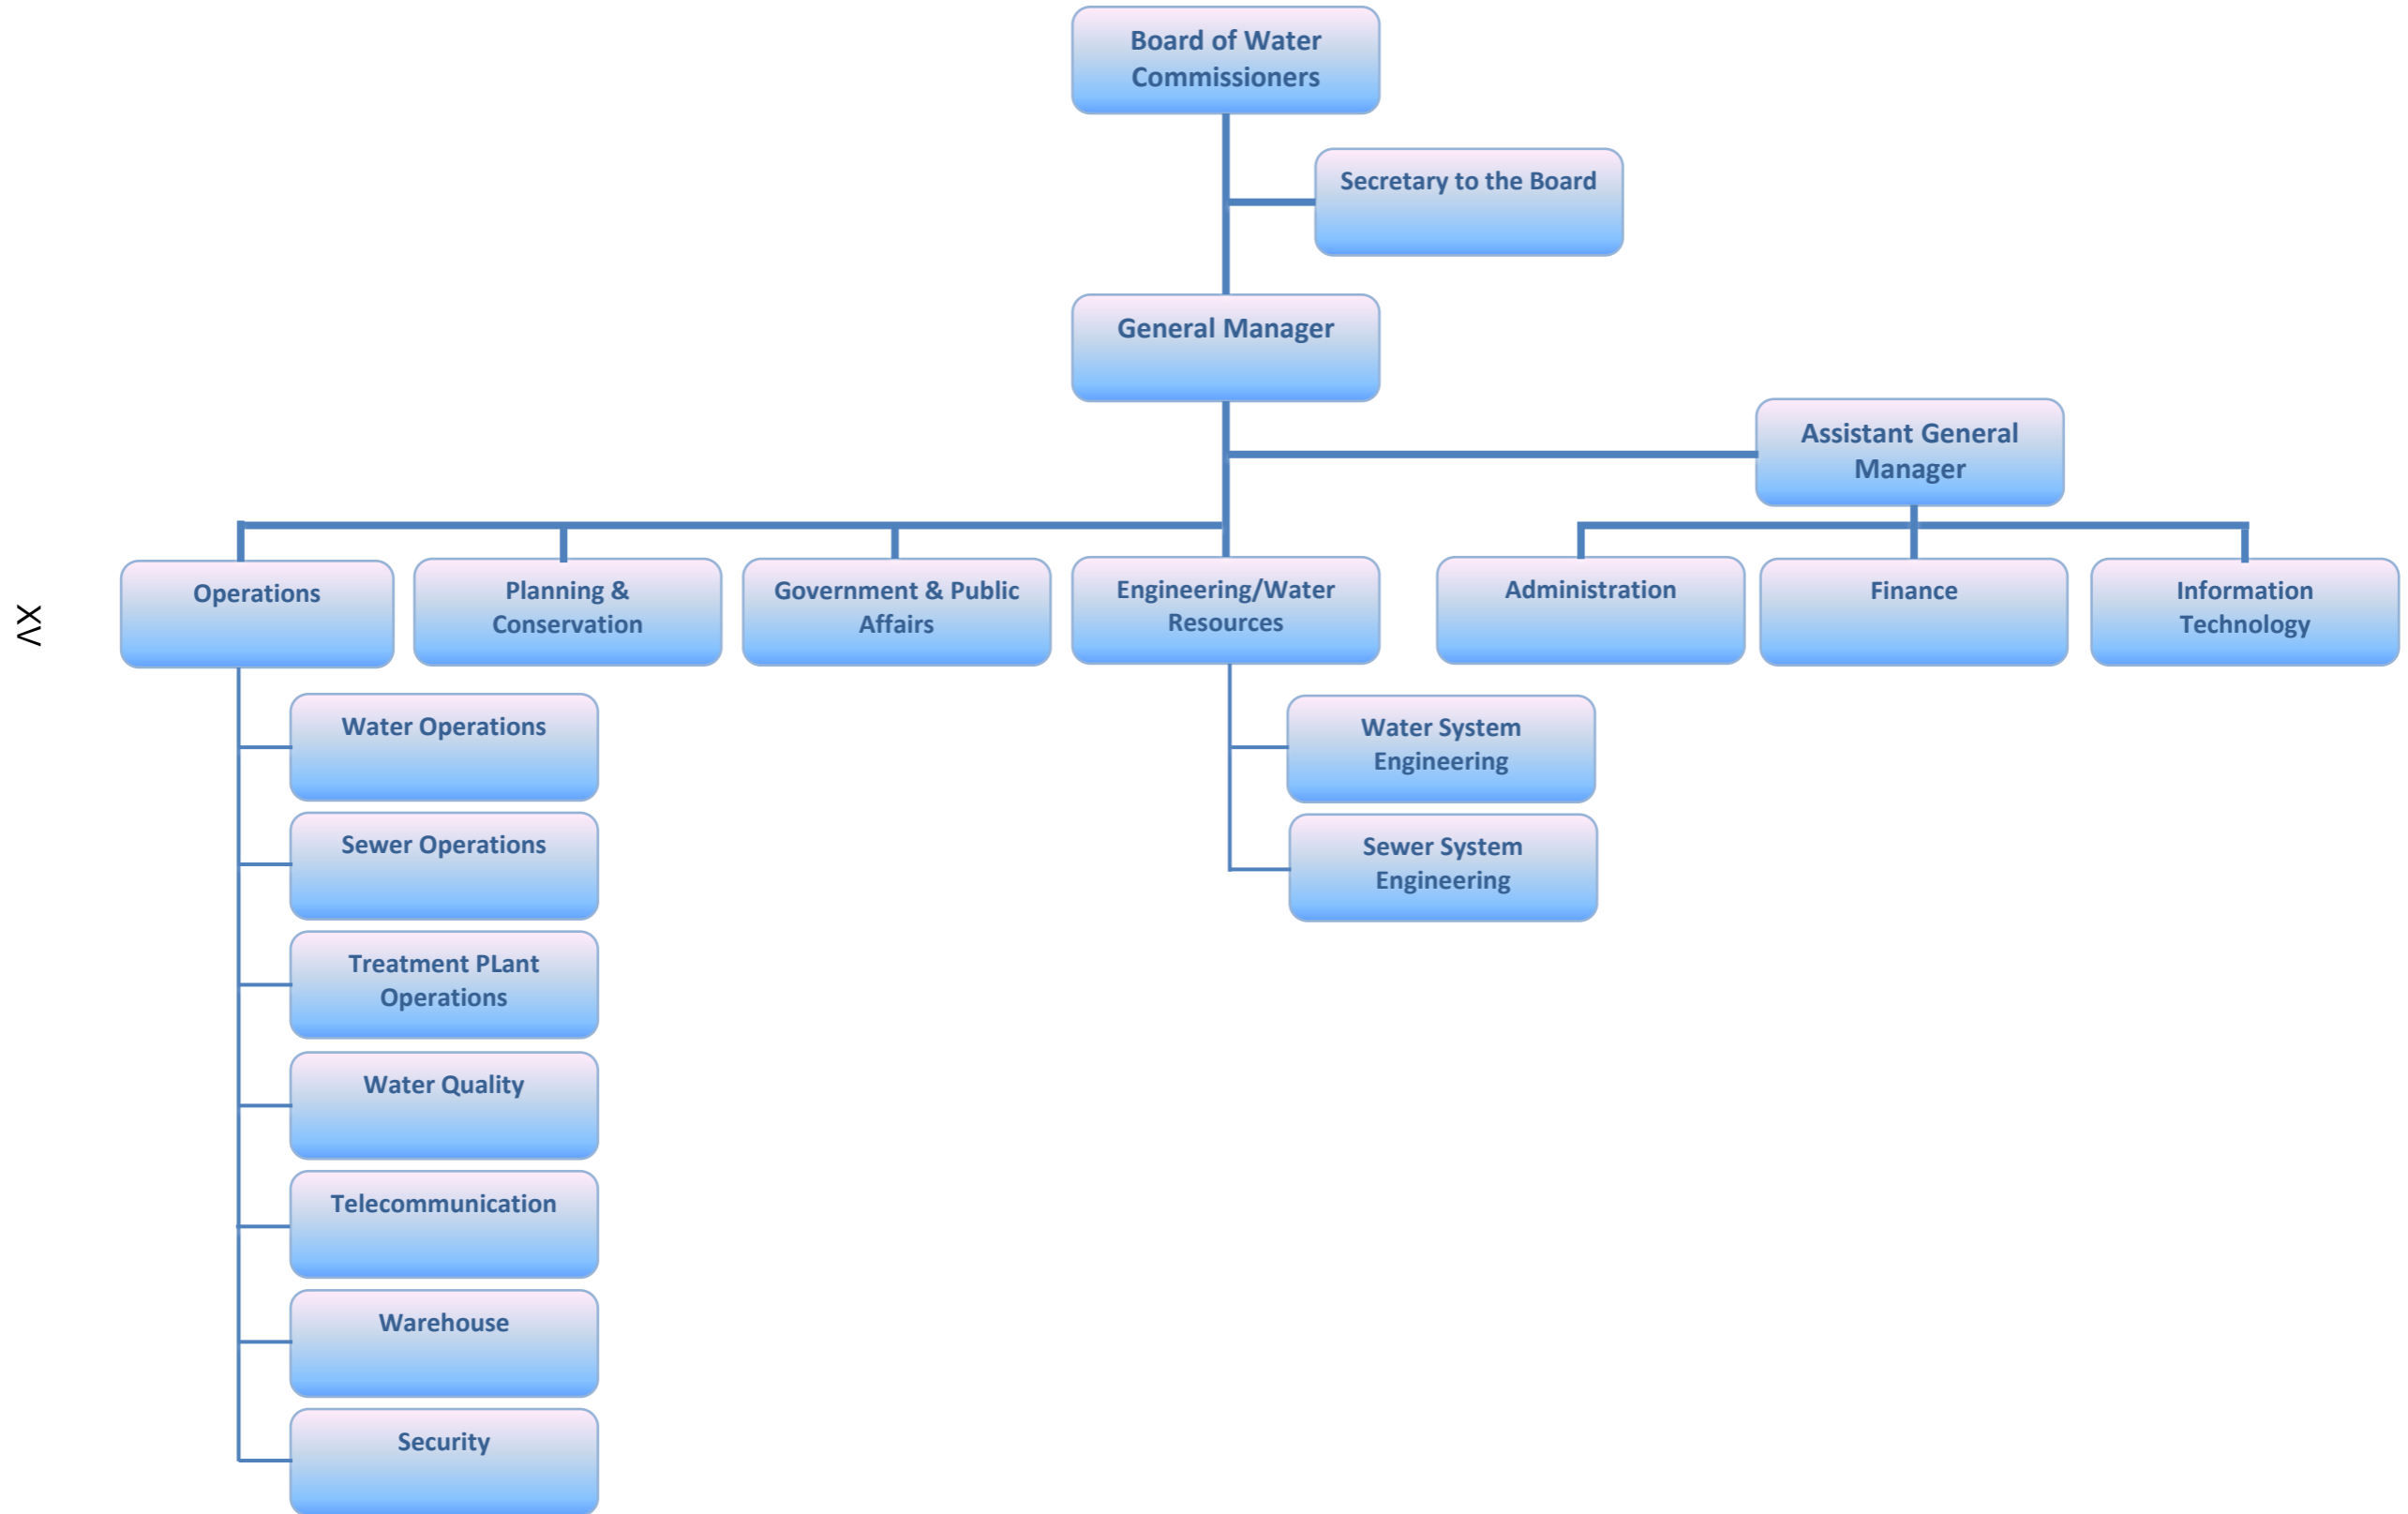 Board of Water
Commissioners
Secretary to the Board
General Manager
Assistant General
Manager
Operations
Planning &
Conservation
Government & Public
Affairs
Engineering/Water
Resources
Administration
Finance
Information
Technology
XV
Water Operations
Water System
Engineering
Sewer Operations
Sewer System
Engineering
Treatment PLant
Operations
Water Quality
Telecommunication
Warehouse
Security